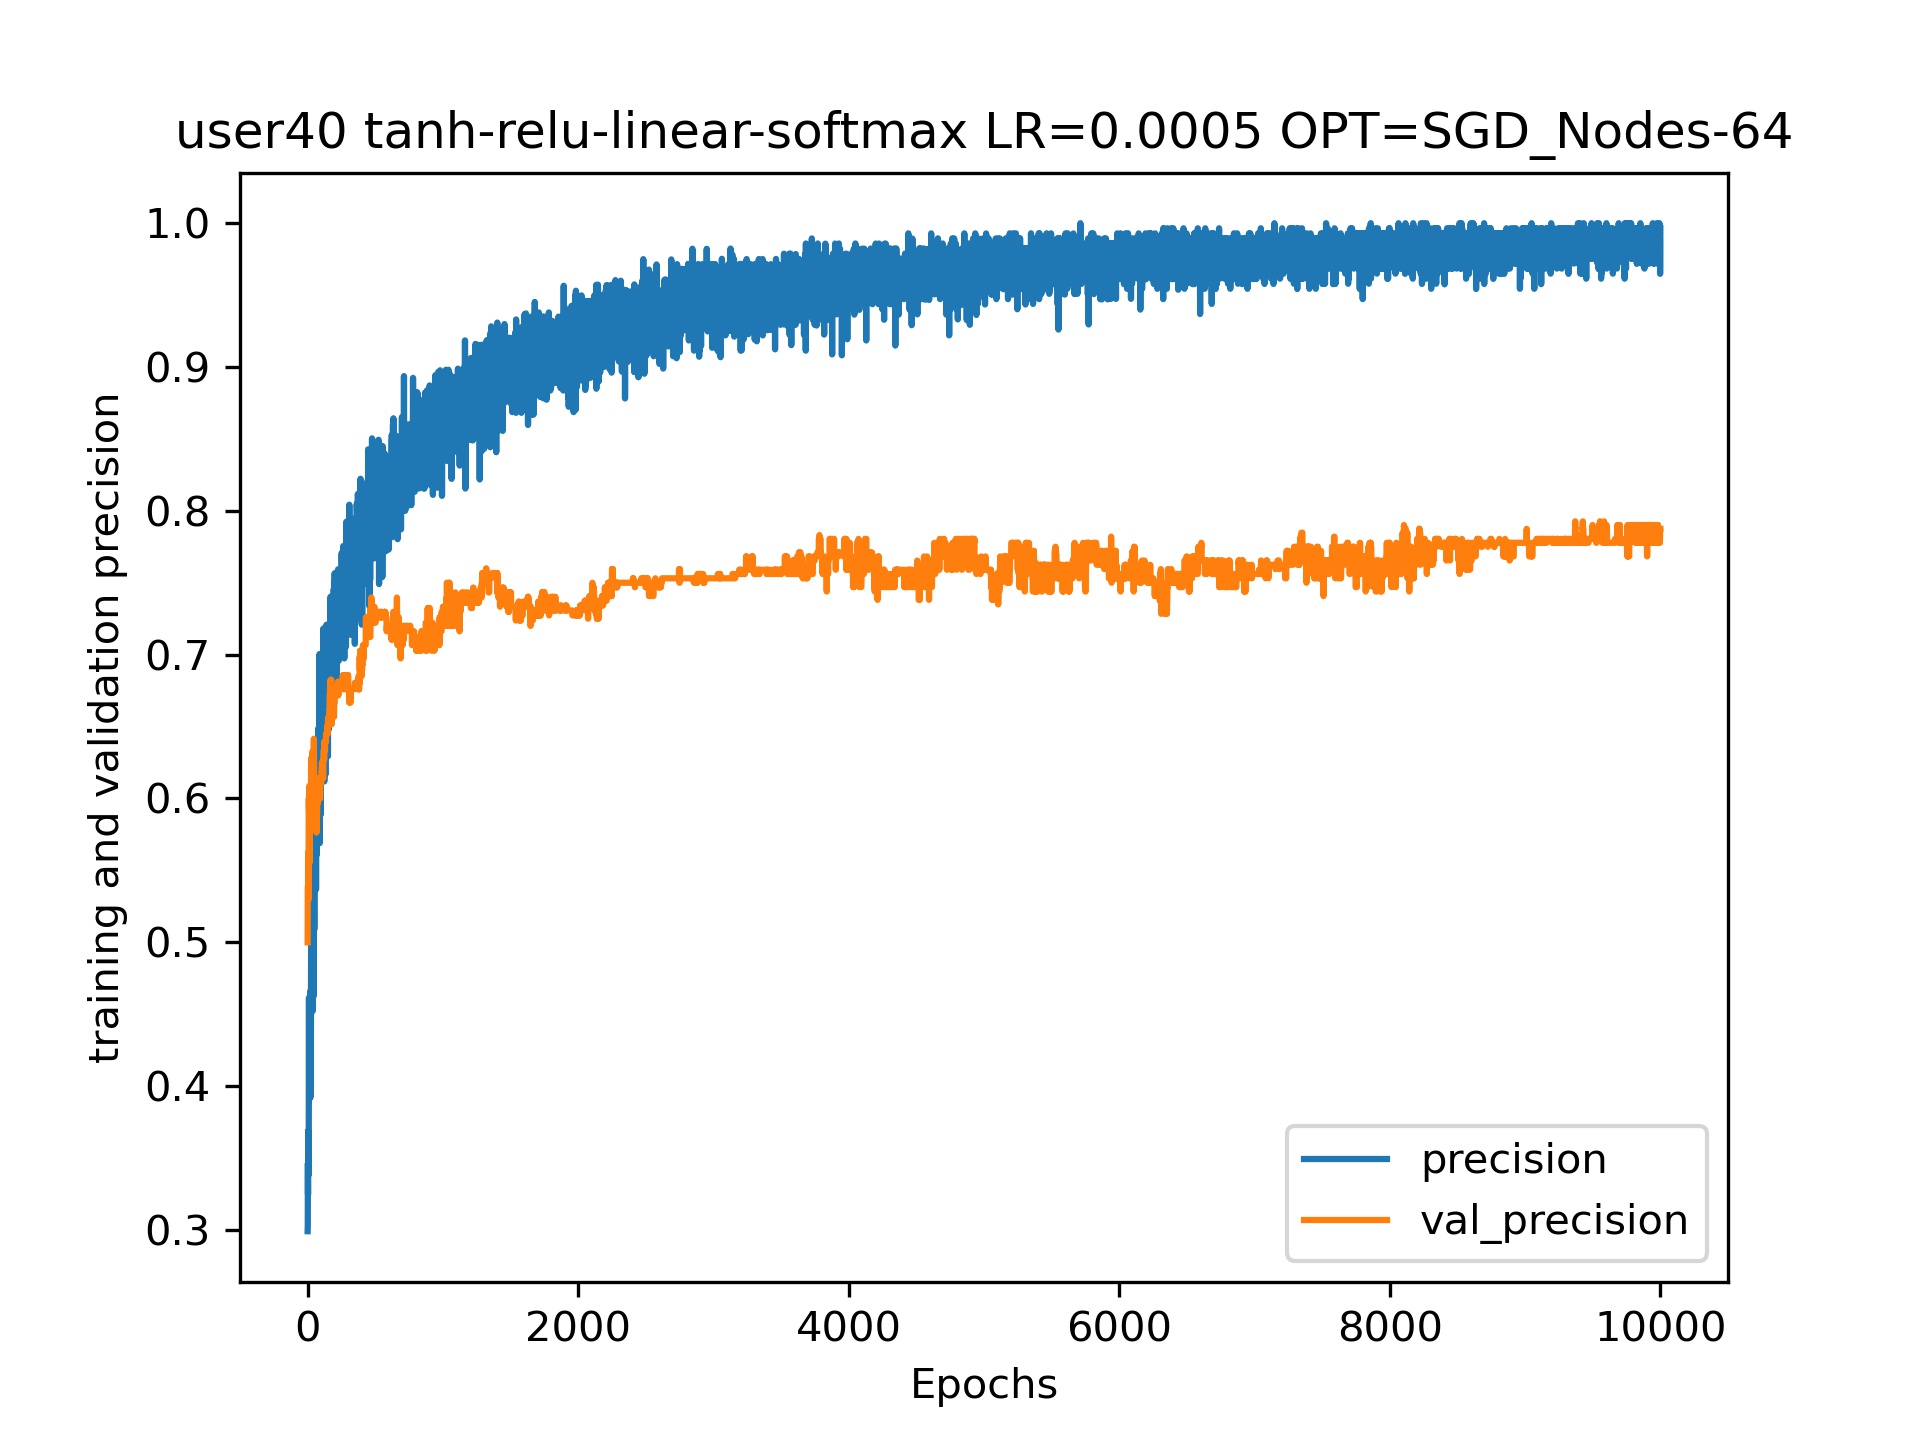 user40 tanh-relu-linear-softmax LR=0.0005 OPT=SGD_Nodes-64
training and validation precision
1.0
0.9
0.8
0.7
0.6
0.5
0.4
0.3
precision
val_precision
0 2000 4000 6000 8000 10000
Epochs